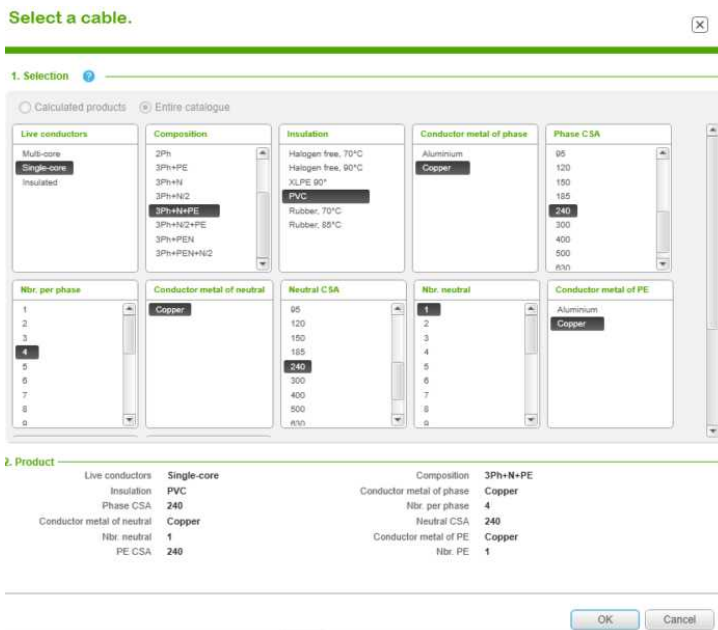 Select a cable.
1. Selection ?
Calculated products Entire catalogue
Live conductors
Multi-core
Single-core
Insulated
Composition
2Ph
3Ph+PE
3Ph+N
3Ph+N/2
3Ph+N+PE
3Ph+N/2+PE
3Ph+PEN
3Ph+PEN+N/2
Insulation
Halogen free, 70°C
Halogen free, 90°C
XLPE 90°
PVC
Rubber, 70°C
Rubber, 85°C
Conductor metal of phase
Aluminium
Copper
Phase CSA
95
120
150
185
240
300
400
500
630
Nbr. per phase
1
2
3
4
5
6
7
8
9
Conductor metal of neutral
Copper
Neutral CSA
95
120
150
185
240
300
400
500
630
Nbr. neutral
1
2
3
4
5
6
7
8
9
Conductor metal of PE
Aluminium
Copper
2. Product
Live conductors Single-core Composition 3Ph+N+PE
Insulation PVC Conductor metal of phase Copper
Phase CSA 240 Nbr. per phase 4
Conductor metal of neutral Copper Neutral CSA 240
Nbr. neutral 1 Conductor metal of PE Copper
PE CSA 240 Nbr. PE 1
OK Cancel